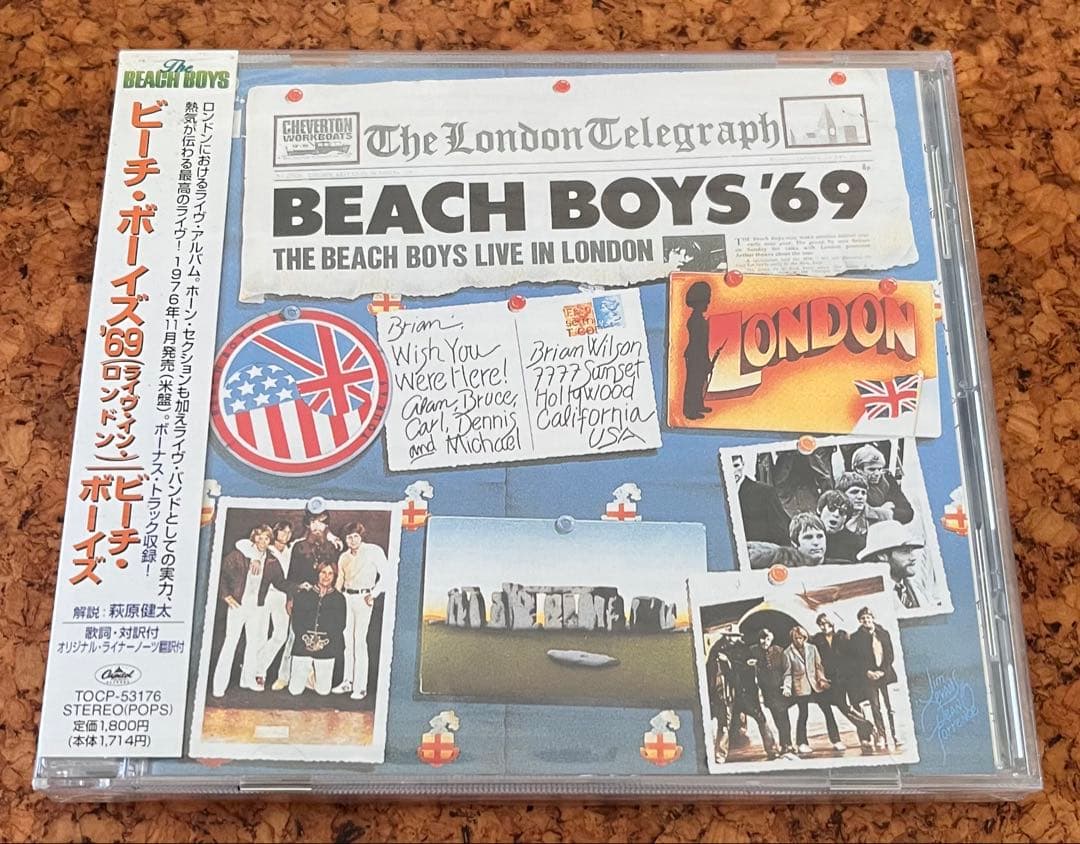 The
BEACH BOYS
ビーチ・ボーイズ'69(ライヴ・イン・ロンドン)/ビーチ・ボーイズ
ロンドンにおけるライヴ・アルバム。ホーン・セクションも加えライヴ・バンドとしての実力、
熱気が伝わる最高のライヴ!1976年11月発売(米盤)。ボーナス・トラック収録!
解説:萩原健太
歌詞・対訳付
オリジナル・ライナーノーツ翻訳付
Capitol
TOCP-53176
STEREO(POPS)
定価1,800円
(本体1,714円)
CHEVERTON
WORKBOATS
The London Telegraph
BEACH BOYS '69
THE BEACH BOYS LIVE IN LONDON
Brian,
Wish You
Were Here!
Alan, Bruce,
Carl, Dennis
and Michael
Brian Wilson
7777 Sunset
Hollywood
California
USA
LONDON